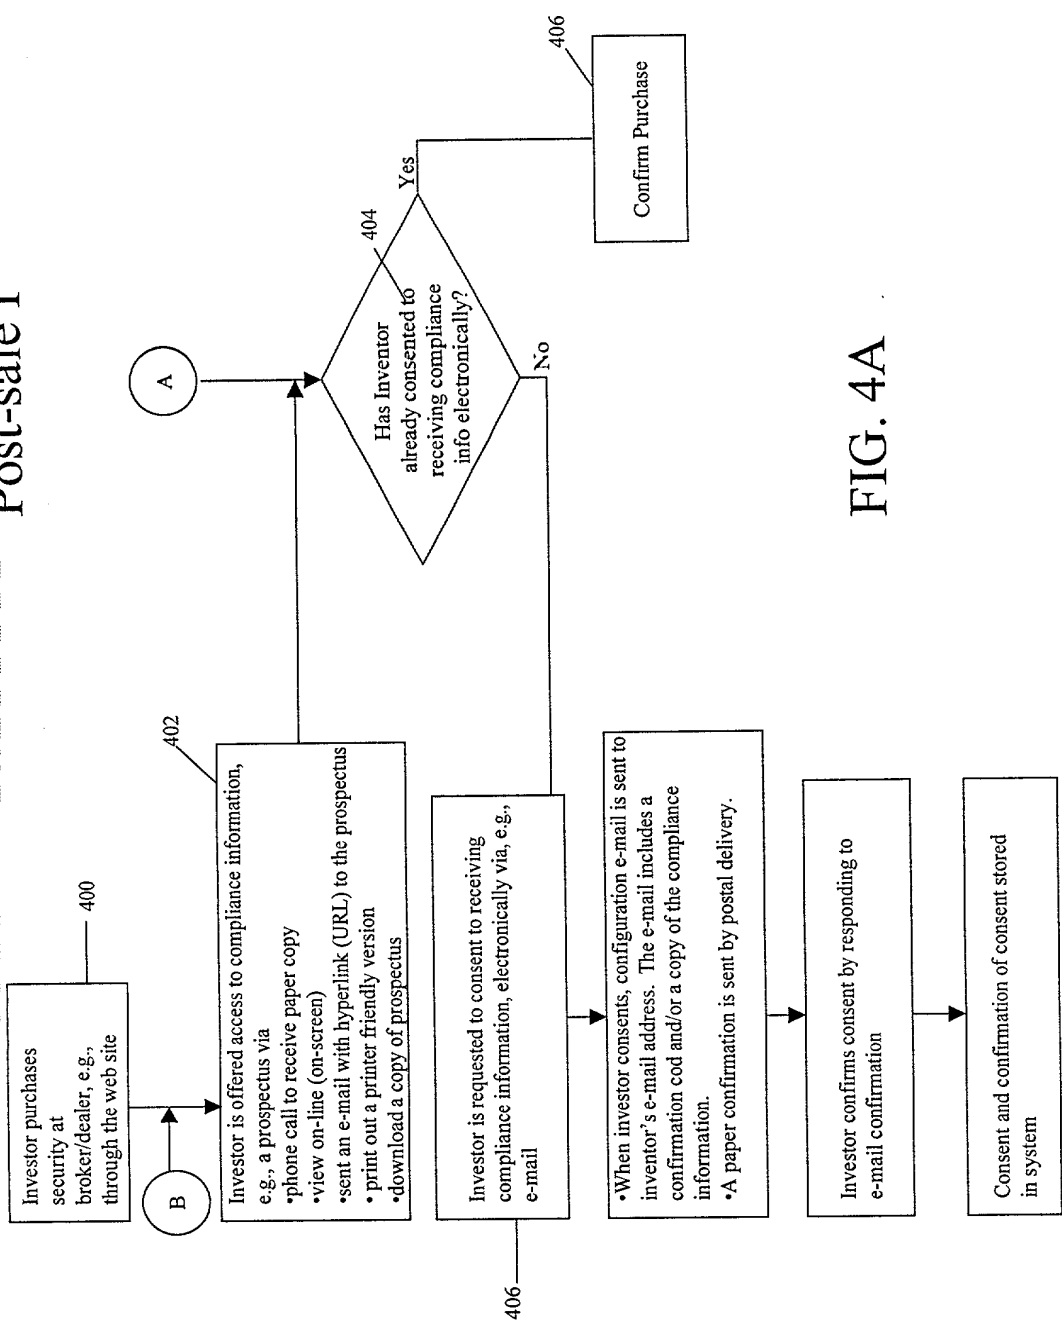 Post-sale I
Investor purchases
security at
broker/dealer, e.g.,
through the web site
400
B
Investor is offered access to compliance information,
e.g., a prospectus via
•phone call to receive paper copy
•view on-line (on-screen)
•sent an e-mail with hyperlink (URL) to the prospectus
• print out a printer friendly version
•download a copy of prospectus
402
A
Has Inventor
already consented to
receiving compliance
info electronically?
404
Yes
No
406
Confirm Purchase
Investor is requested to consent to receiving
compliance information, electronically via, e.g.,
e-mail
406
•When investor consents, configuration e-mail is sent to
inventor's e-mail address. The e-mail includes a
confirmation cod and/or a copy of the compliance
information.
•A paper confirmation is sent by postal delivery.
Investor confirms consent by responding to
e-mail confirmation
Consent and confirmation of consent stored
in system
FIG. 4A